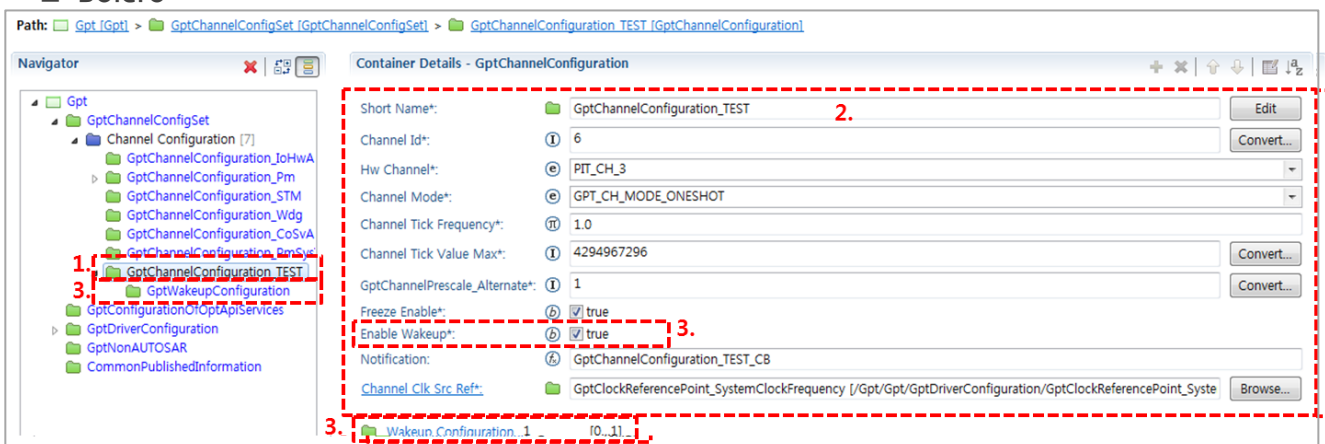 Path: Gpt [Gpt] > GptChannelConfigSet [GptChannelConfigSet] > GptChannelConfiguration_TEST [GptChannelConfiguration]
Navigator
Container Details - GptChannelConfiguration
Gpt
GptChannelConfigSet
Channel Configuration [7]
GptChannelConfiguration_IoHwA
GptChannelConfiguration_Pm
GptChannelConfiguration_STM
GptChannelConfiguration_Wdg
GptChannelConfiguration_CoSvA
GptChannelConfiguration_PmSys
1. GptChannelConfiguration_TEST
3. GptWakeupConfiguration
GptConfigurationOfOptApiServices
GptDriverConfiguration
GptNonAUTOSAR
CommonPublishedInformation
2.
Short Name*: GptChannelConfiguration_TEST Edit
Channel Id*: 6 Convert...
Hw Channel*: PIT_CH_3
Channel Mode*: GPT_CH_MODE_ONESHOT
Channel Tick Frequency*: 1.0
Channel Tick Value Max*: 4294967296 Convert...
GptChannelPrescale_Alternate*: 1 Convert...
Freeze Enable*: true
Enable Wakeup*: true 3.
Notification: GptChannelConfiguration_TEST_CB
Channel Clk Src Ref*: GptClockReferencePoint_SystemClockFrequency [/Gpt/Gpt/GptDriverConfiguration/GptClockReferencePoint_Syste Browse...
3. Wakeup Configuration 1 [0..1]